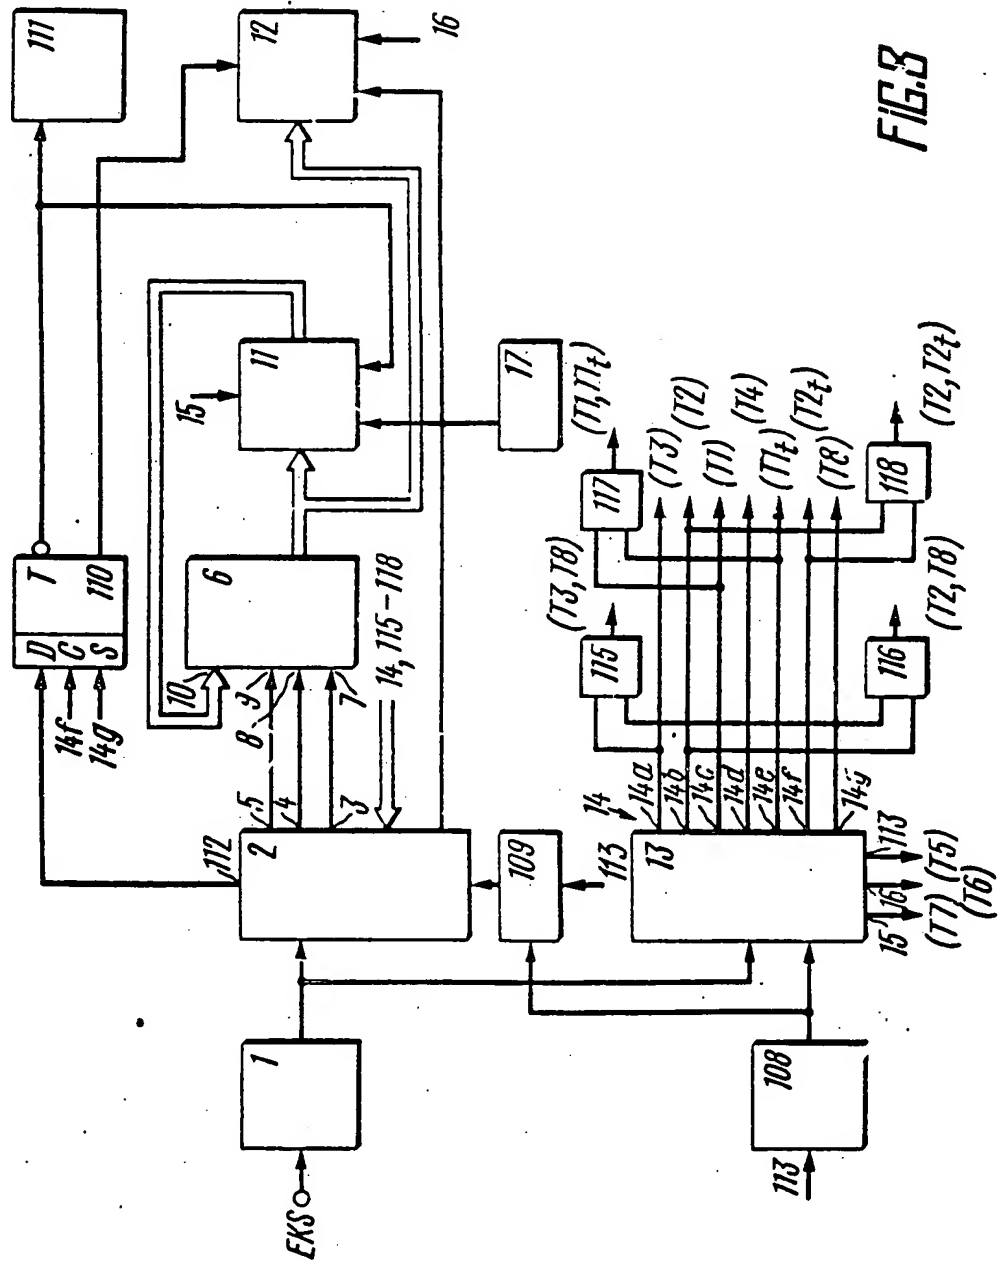 111
12
16
15
11
17
T
D
C
S
110
14f
14g
6
10
9
8
7
14, 115-118
112
2
5
4
3
109
113
1
EKS
108
113
13
14
14a
14b
14c
14d
14e
14f
14g
113
16
15
(T5)
(T6)
(T7)
115
(T3, T8)
116
(T2, T8)
117
(T1, T1t)
118
(T2, T2t)
(T3)
(T2)
(T1)
(T4)
(T1t)
(T2t)
(T8)
FIG.8